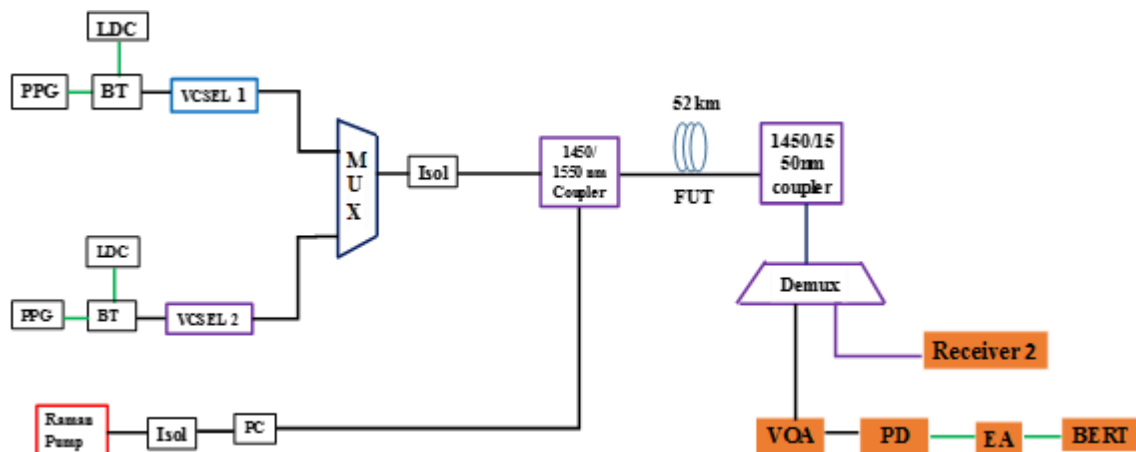 LDC
PPG
BT
VCSEL 1
LDC
PPG
BT
VCSEL 2
M
U
X
Isol
1450/
1550 nm
Coupler
52 km
FUT
1450/15
50nm
coupler
Demux
Receiver 2
Raman
Pump
Isol
PC
VOA
PD
EA
BERT